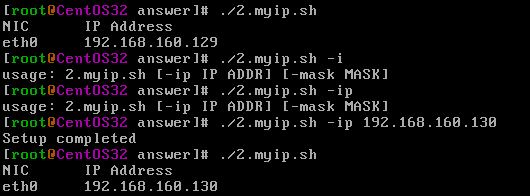 [root@CentOS32 answer]# ./2.myip.sh
NIC     IP Address
eth0    192.168.160.129
[root@CentOS32 answer]# ./2.myip.sh -i
usage: 2.myip.sh [-ip IP ADDR] [-mask MASK]
[root@CentOS32 answer]# ./2.myip.sh -ip
usage: 2.myip.sh [-ip IP ADDR] [-mask MASK]
[root@CentOS32 answer]# ./2.myip.sh -ip 192.168.160.130
Setup completed
[root@CentOS32 answer]# ./2.myip.sh
NIC     IP Address
eth0    192.168.160.130